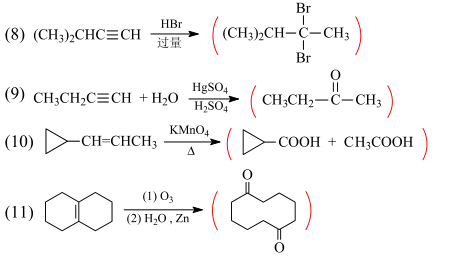 (8) (CH₃)₂CHC≡CH HBr 过量 ( (CH₃)₂CH－C－CH₃ Br Br )
(9) CH₃CH₂C≡CH + H₂O HgSO₄ H₂SO₄ ( CH₃CH₂－C－CH₃ O )
(10) －CH=CHCH₃ KMnO₄ Δ ( －COOH + CH₃COOH )
(11) (1) O₃ (2) H₂O , Zn ( O O )